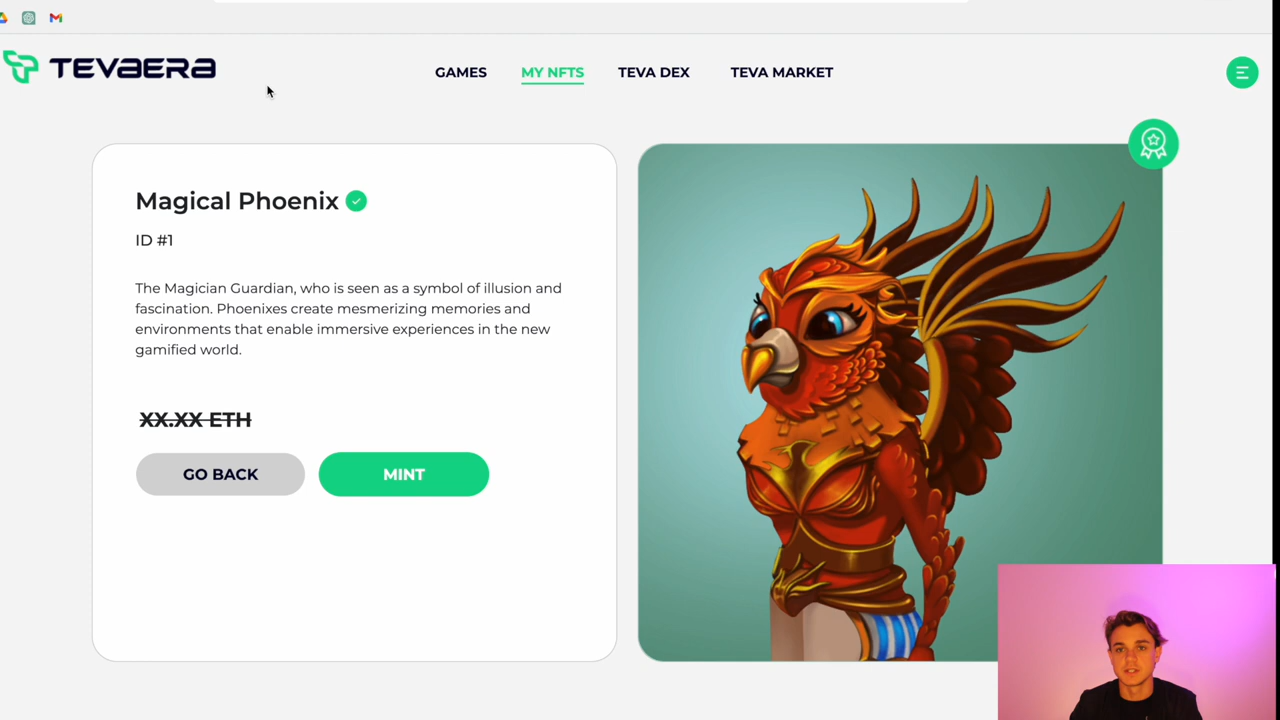 TEVAERA
GAMES
MY NFTS
TEVA DEX
TEVA MARKET
Magical Phoenix
ID #1
The Magician Guardian, who is seen as a symbol of illusion and
fascination. Phoenixes create mesmerizing memories and
environments that enable immersive experiences in the new
gamified world.
XX.XX ETH
GO BACK
MINT